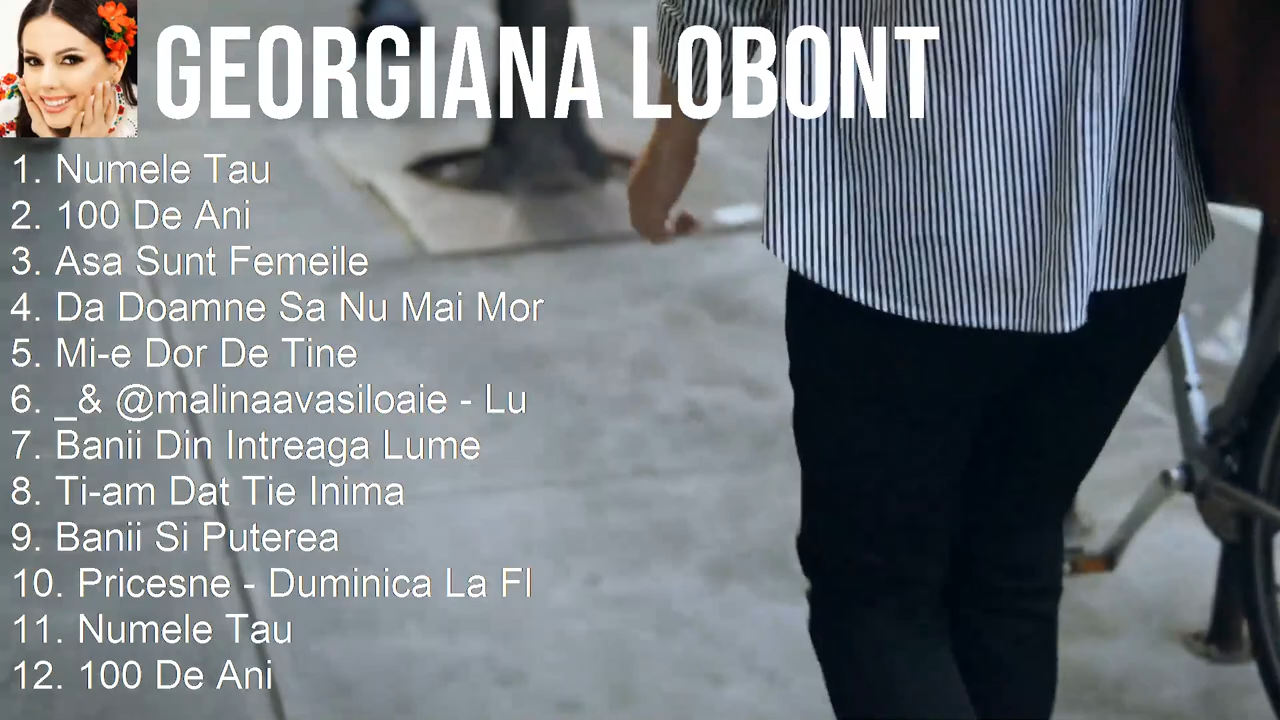 GEORGIANA LOBONT
1. Numele Tau
2. 100 De Ani
3. Asa Sunt Femeile
4. Da Doamne Sa Nu Mai Mor
5. Mi-e Dor De Tine
6. _& @malinaavasiloaie - Lu
7. Banii Din Intreaga Lume
8. Ti-am Dat Tie Inima
9. Banii Si Puterea
10. Pricesne - Duminica La Fl
11. Numele Tau
12. 100 De Ani